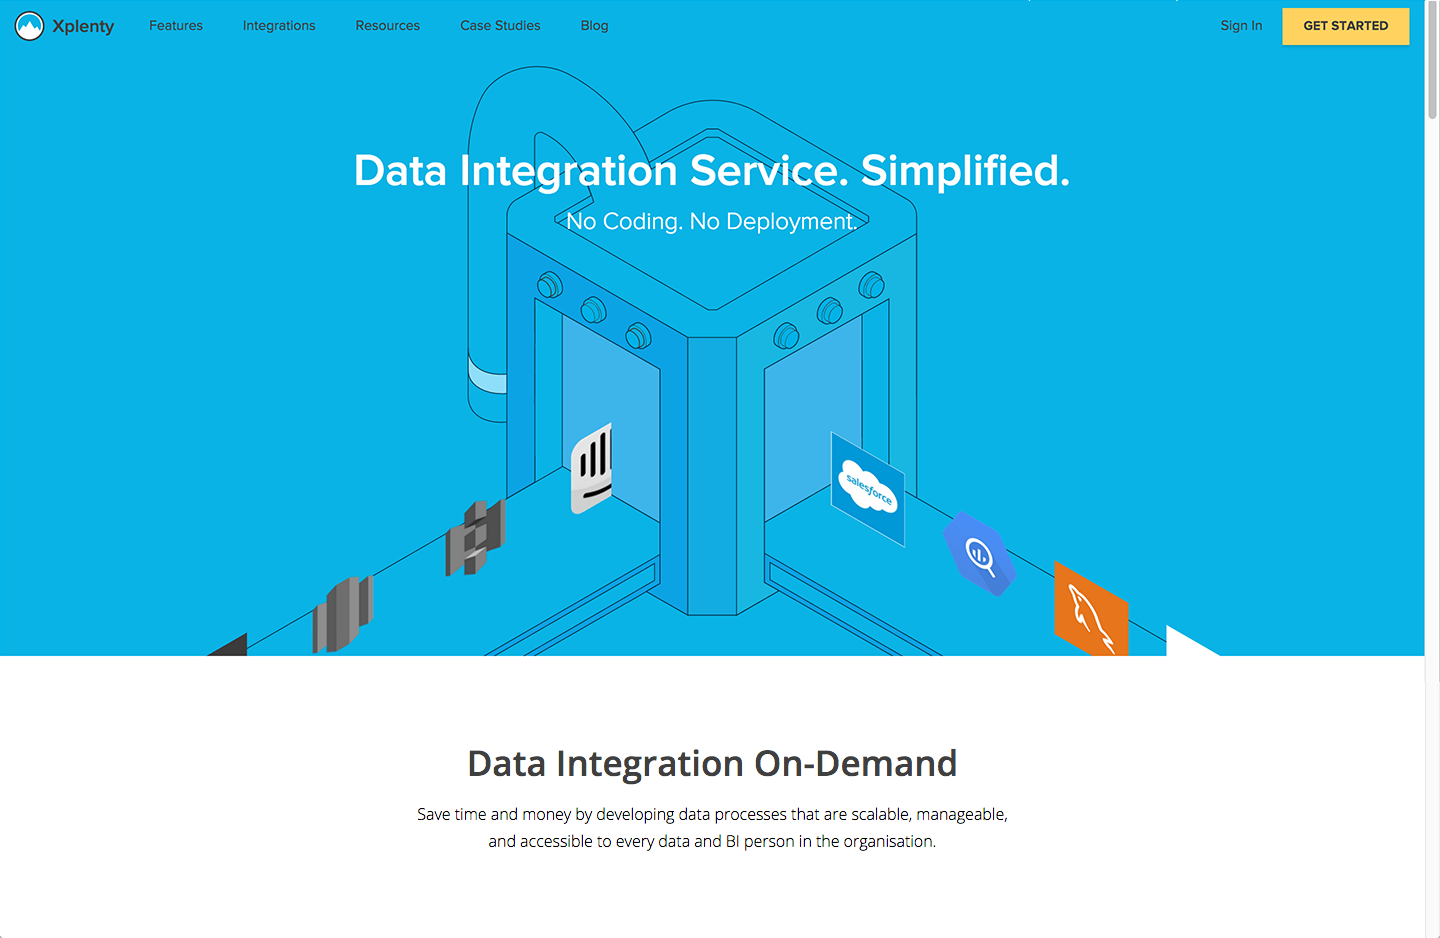 Xplenty
Features
Integrations
Resources
Case Studies
Blog
Sign In
GET STARTED
Data Integration Service. Simplified.
No Coding. No Deployment.
salesforce
Data Integration On-Demand
Save time and money by developing data processes that are scalable, manageable,
and accessible to every data and BI person in the organisation.